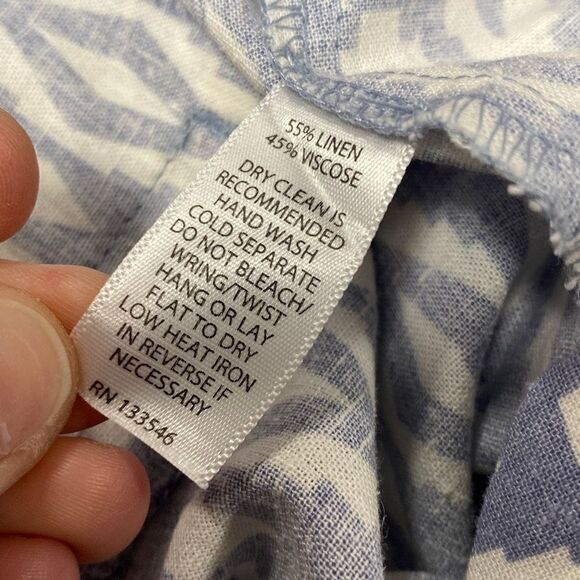 55% LINEN
45% VISCOSE
DRY CLEAN IS
RECOMMENDED
HAND WASH
COLD SEPARATE
DO NOT BLEACH/
WRING/TWIST
HANG OR LAY
FLAT TO DRY
LOW HEAT IRON
IN REVERSE IF
NECESSARY
RN 133546